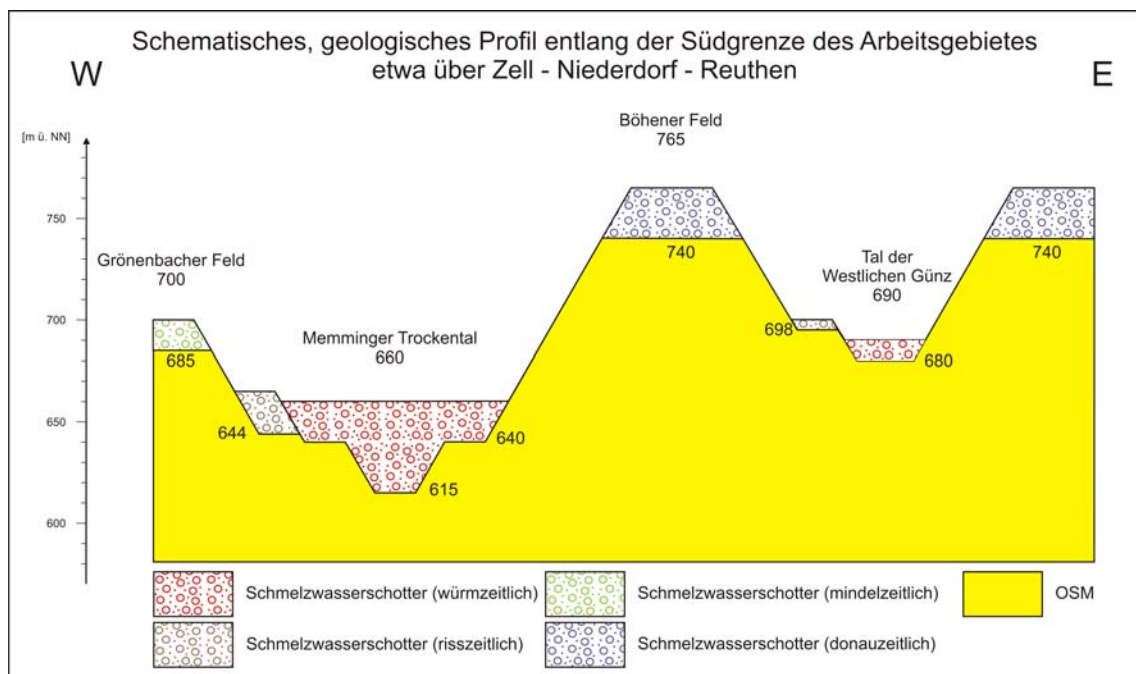 Schematisches, geologisches Profil entlang der Südgrenze des Arbeitsgebietes
etwa über Zell - Niederdorf - Reuthen
W
E
[m ü. NN]
750
700
650
600
Grönenbacher Feld
700
685
644
Memminger Trockental
660
640
615
Böhener Feld
765
740
698
Tal der
Westlichen Günz
690
680
740
Schmelzwasserschotter (würmzeitlich)
Schmelzwasserschotter (mindelzeitlich)
OSM
Schmelzwasserschotter (risszeitlich)
Schmelzwasserschotter (donauzeitlich)